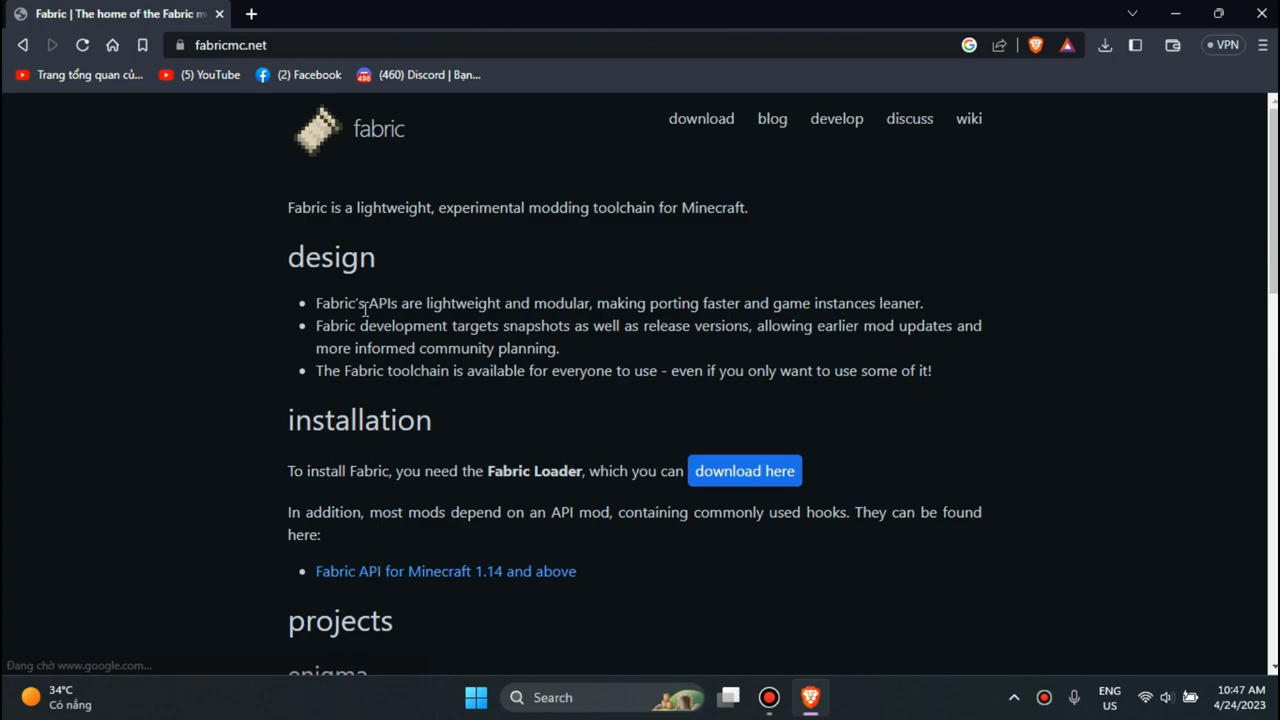 Fabric | The home of the Fabric m
fabricmc.net
VPN
Trang tổng quan củ...
(5) YouTube
(2) Facebook
498
(460) Discord | Bạn...
fabric
download
blog
develop
discuss
wiki
Fabric is a lightweight, experimental modding toolchain for Minecraft.
design
Fabric's APIs are lightweight and modular, making porting faster and game instances leaner.
Fabric development targets snapshots as well as release versions, allowing earlier mod updates and
more informed community planning.
The Fabric toolchain is available for everyone to use - even if you only want to use some of it!
installation
To install Fabric, you need the Fabric Loader, which you can download here
In addition, most mods depend on an API mod, containing commonly used hooks. They can be found
here:
Fabric API for Minecraft 1.14 and above
projects
enigma
Đang chờ www.google.com...
34°C
Có nắng
Search
ENG
US
10:47 AM
4/24/2023